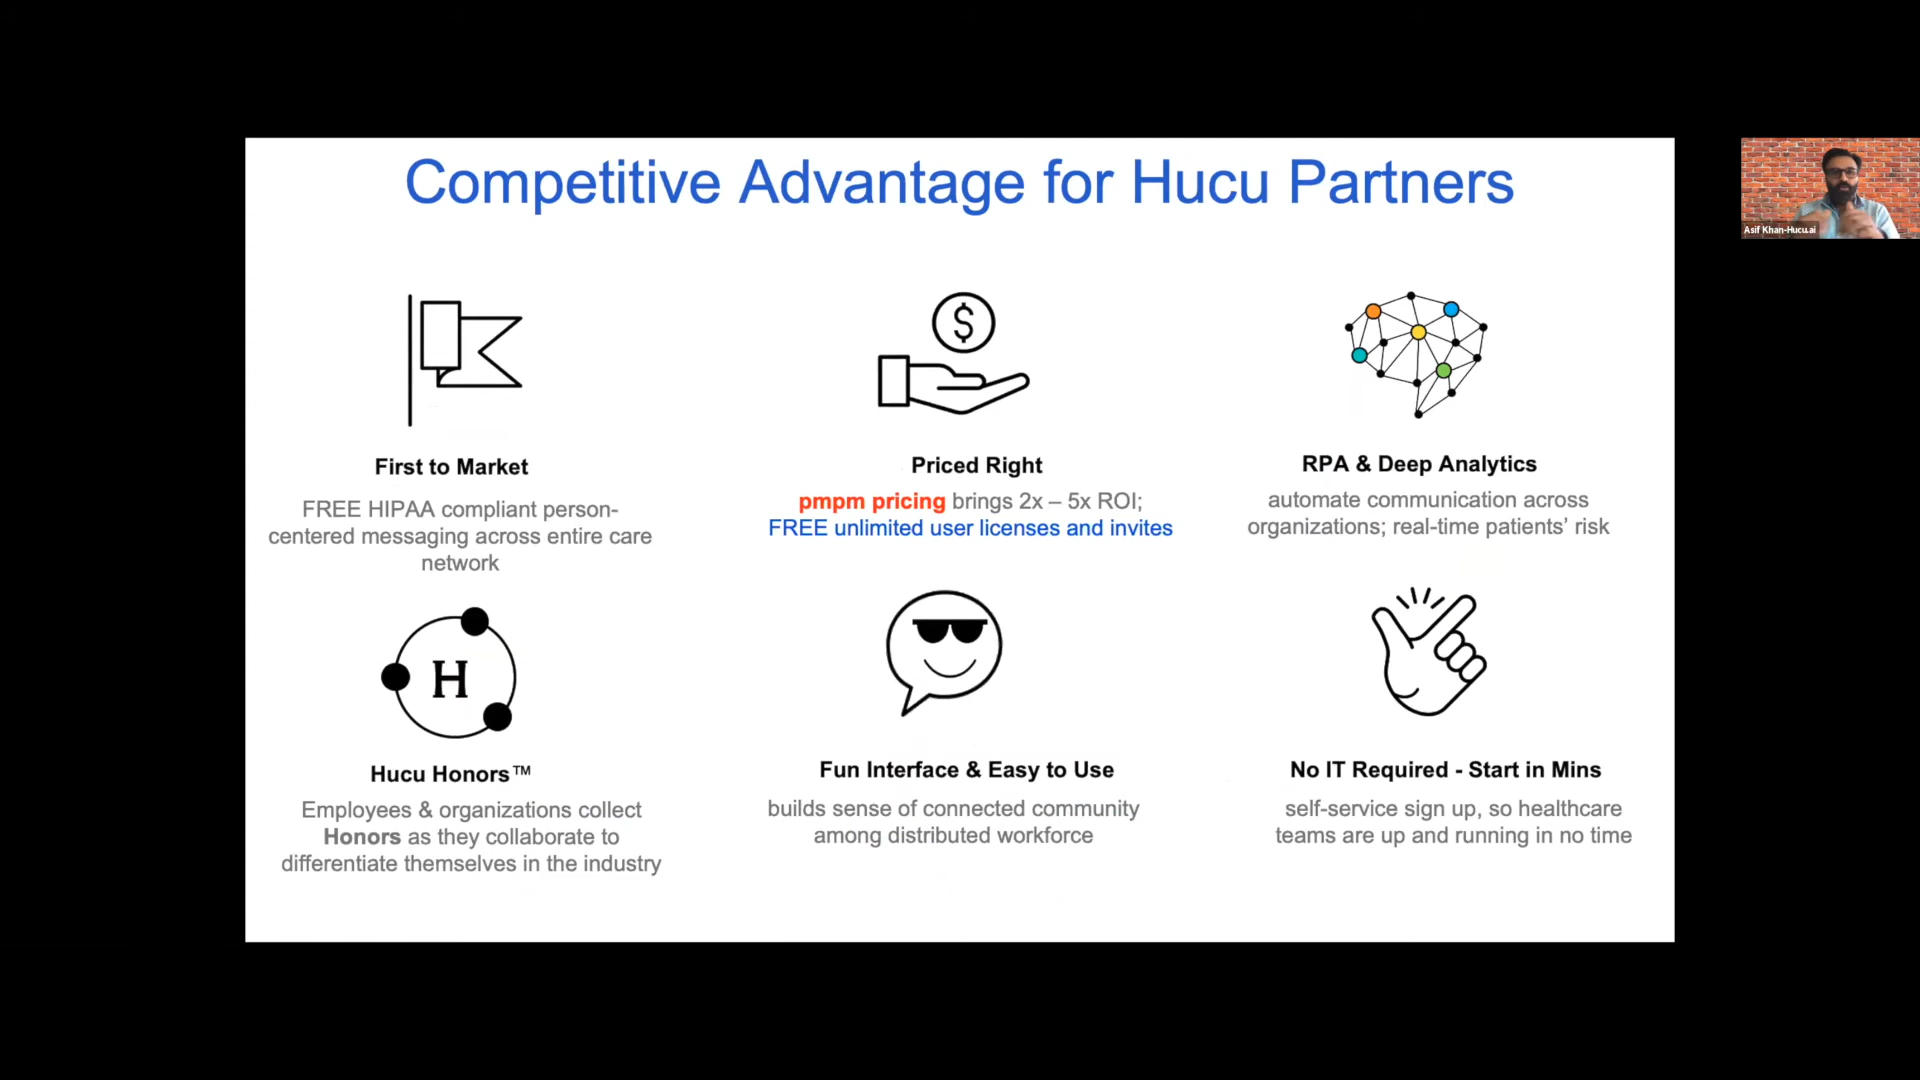 Competitive Advantage for Hucu Partners
Asif Khan-Hucu.ai
$
First to Market
FREE HIPAA compliant person-
centered messaging across entire care
network
Priced Right
pmpm pricing brings 2x – 5x ROI;
FREE unlimited user licenses and invites
RPA & Deep Analytics
automate communication across
organizations; real-time patients’ risk
H
Hucu Honors™
Employees & organizations collect
Honors as they collaborate to
differentiate themselves in the industry
Fun Interface & Easy to Use
builds sense of connected community
among distributed workforce
No IT Required - Start in Mins
self-service sign up, so healthcare
teams are up and running in no time